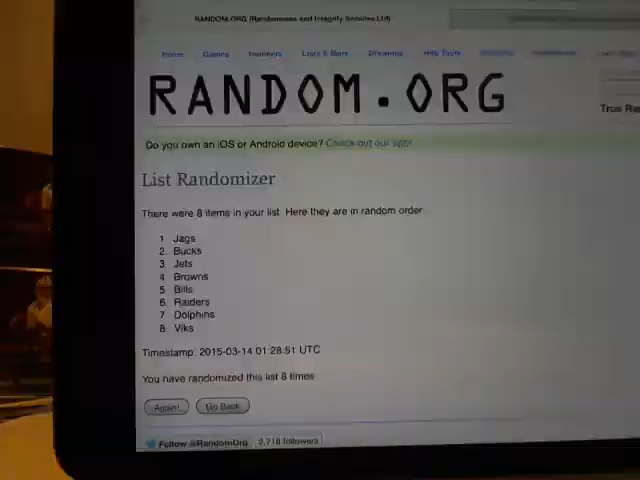 RANDOM.ORG (Randomness and Integrity Services Ltd)
Home Games Numbers Lists & More Drawings Web Tools
RANDOM.ORG
True Ra
Do you own an iOS or Android device? Check out our app!
List Randomizer
There were 8 items in your list. Here they are in random order:
1. Jags
2. Bucks
3. Jets
4. Browns
5. Bills
6. Raiders
7. Dolphins
8. Viks
Timestamp: 2015-03-14 01:28:51 UTC
You have randomized this list 8 times.
Again! Go Back
Follow @RandomOrg 2,718 followers